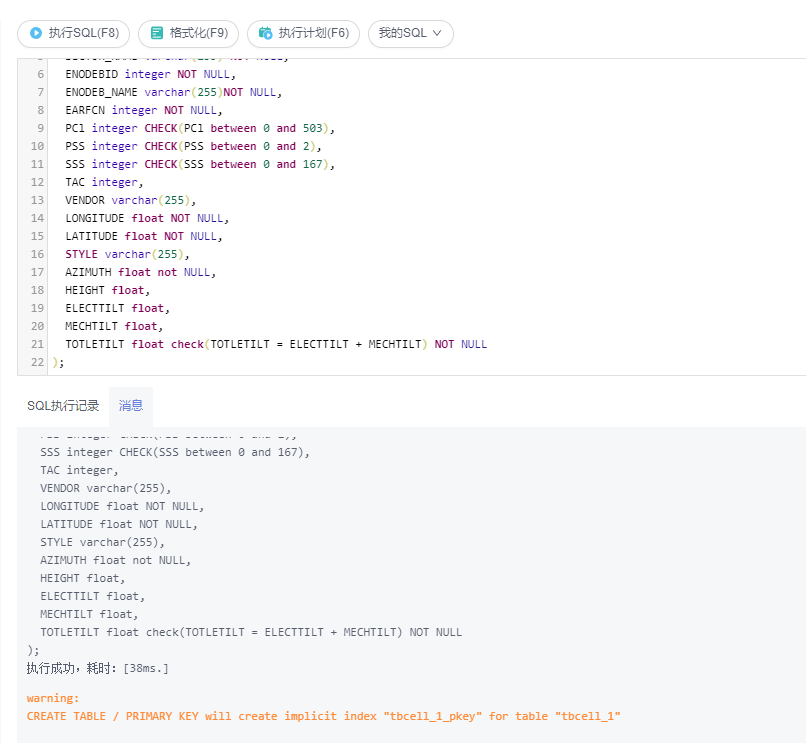 执行SQL(F8) 格式化(F9) 执行计划(F6) 我的SQL
6 ENODEBID integer NOT NULL,
7 ENODEB_NAME varchar(255)NOT NULL,
8 EARFCN integer NOT NULL,
9 PCl integer CHECK(PCl between 0 and 503),
10 PSS integer CHECK(PSS between 0 and 2),
11 SSS integer CHECK(SSS between 0 and 167),
12 TAC integer,
13 VENDOR varchar(255),
14 LONGITUDE float NOT NULL,
15 LATITUDE float NOT NULL,
16 STYLE varchar(255),
17 AZIMUTH float not NULL,
18 HEIGHT float,
19 ELECTTILT float,
20 MECHTILT float,
21 TOTLETILT float check(TOTLETILT = ELECTTILT + MECHTILT) NOT NULL
22 );
SQL执行记录 消息
SSS integer CHECK(SSS between 0 and 167),
TAC integer,
VENDOR varchar(255),
LONGITUDE float NOT NULL,
LATITUDE float NOT NULL,
STYLE varchar(255),
AZIMUTH float not NULL,
HEIGHT float,
ELECTTILT float,
MECHTILT float,
TOTLETILT float check(TOTLETILT = ELECTTILT + MECHTILT) NOT NULL
);
执行成功，耗时：[38ms.]
warning:
CREATE TABLE / PRIMARY KEY will create implicit index "tbcell_1_pkey" for table "tbcell_1"